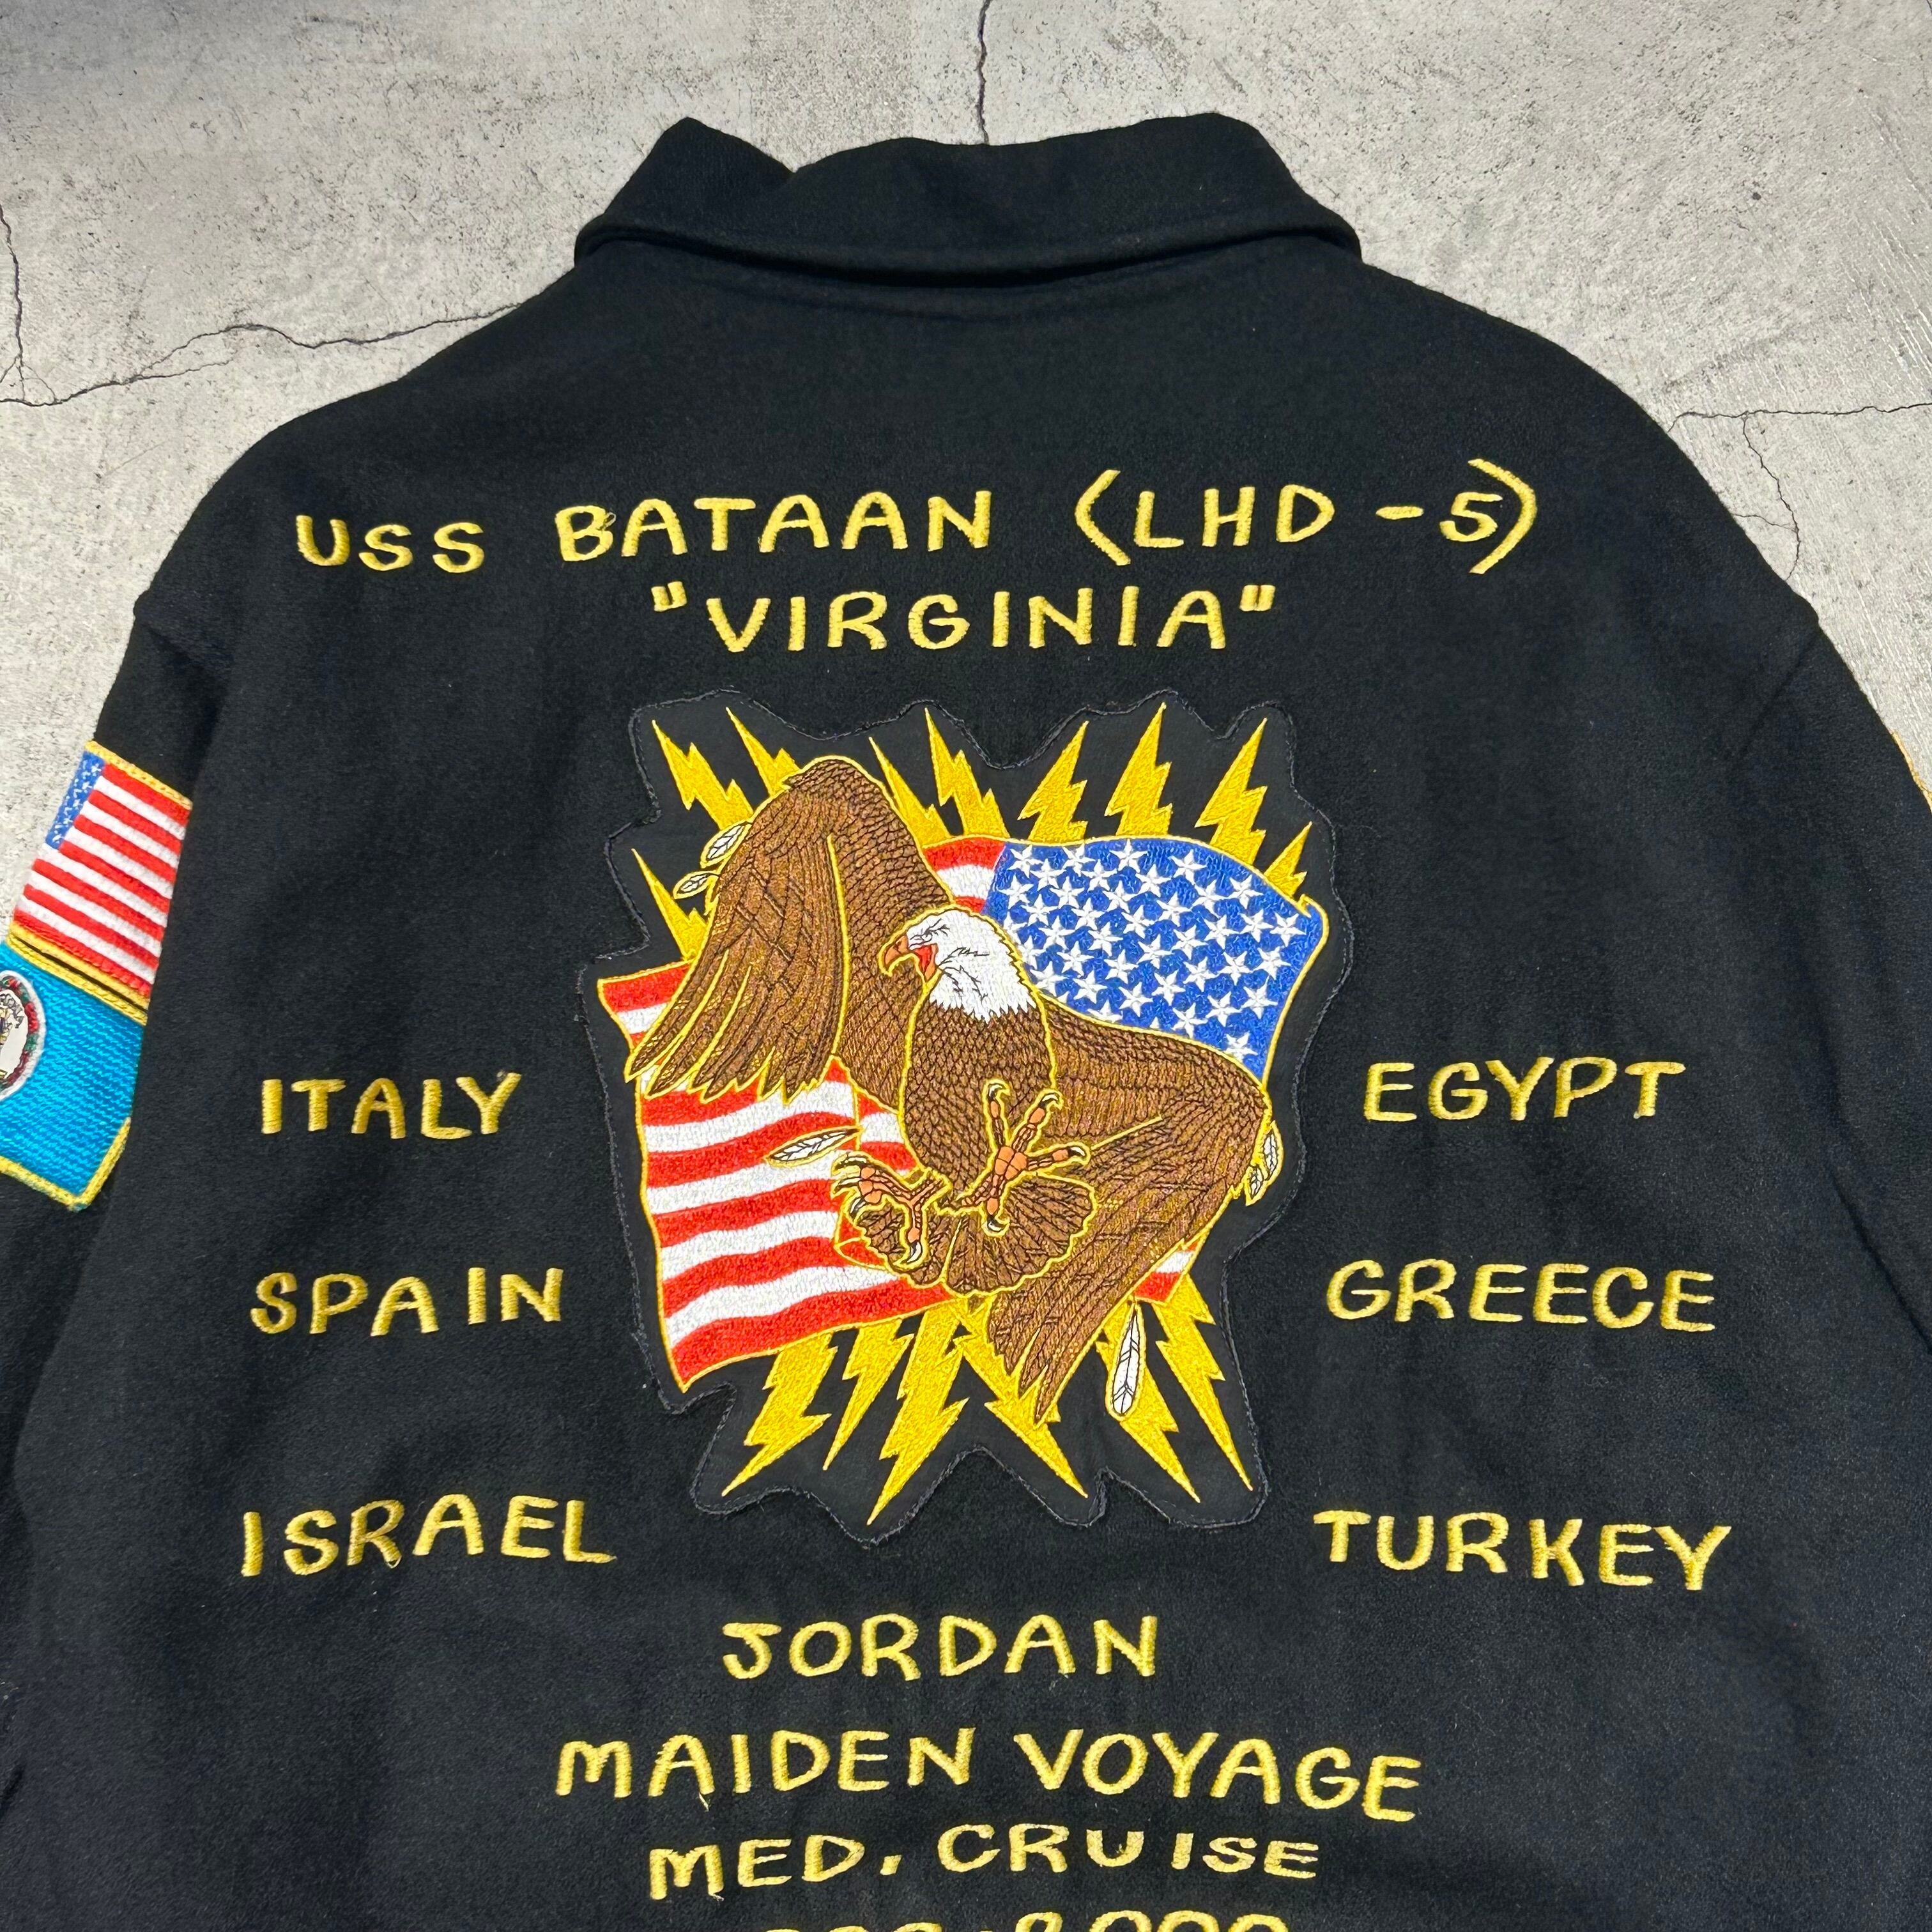 USS BATAAN (LHD-5)
"VIRGINIA"
ITALY EGYPT
SPAIN GREECE
ISRAEL TURKEY
JORDAN
MAIDEN VOYAGE
MED. CRUISE